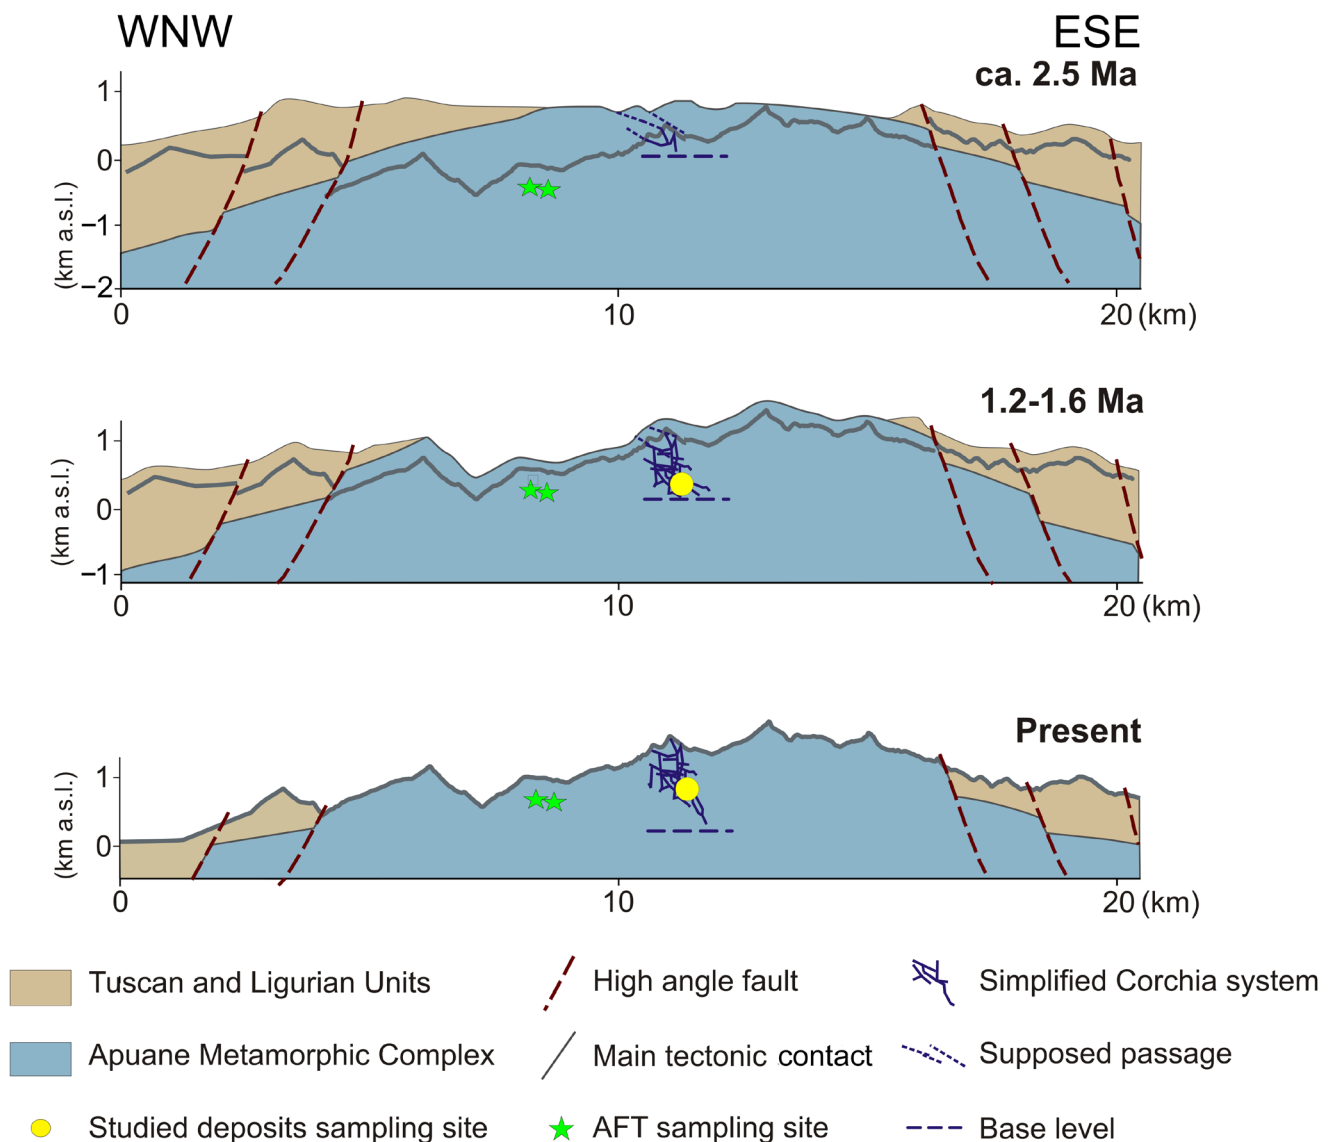 WNW ESE
ca. 2.5 Ma
1
0
−1
−2
(km a.s.l.)
0 10 20 (km)
1.2-1.6 Ma
1
0
−1
(km a.s.l.)
0 10 20 (km)
Present
1
0
(km a.s.l.)
0 10 20 (km)
Tuscan and Ligurian Units High angle fault Simplified Corchia system
Apuane Metamorphic Complex Main tectonic contact Supposed passage
Studied deposits sampling site AFT sampling site Base level